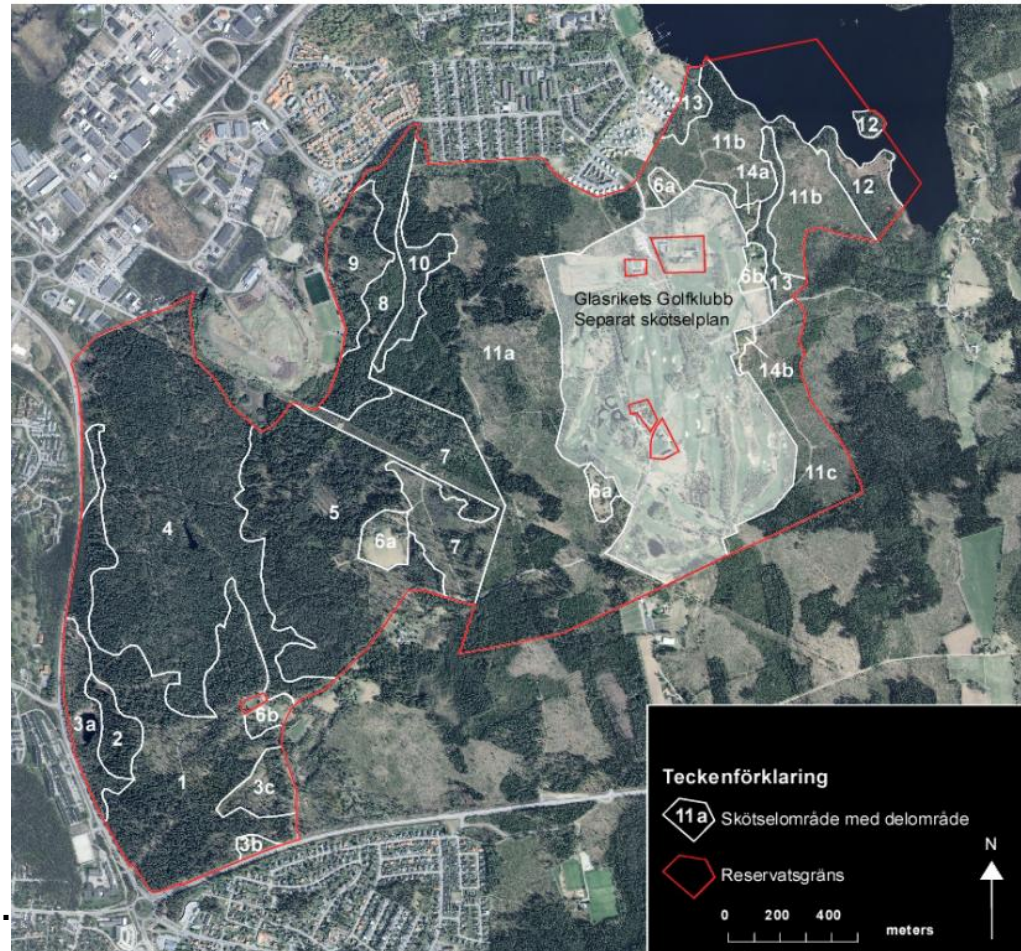 13
12
11b
14a
6a
11b
12
9
10
8
6b
13
Glasrikets Golfklubb
Separat skötselplan
11a
14b
7
11c
6a
5
4
6a
7
6b
3a
2
1
3c
3b
Teckenförklaring
11a Skötselområde med delområde
Reservatsgräns
N
0 200 400
meters